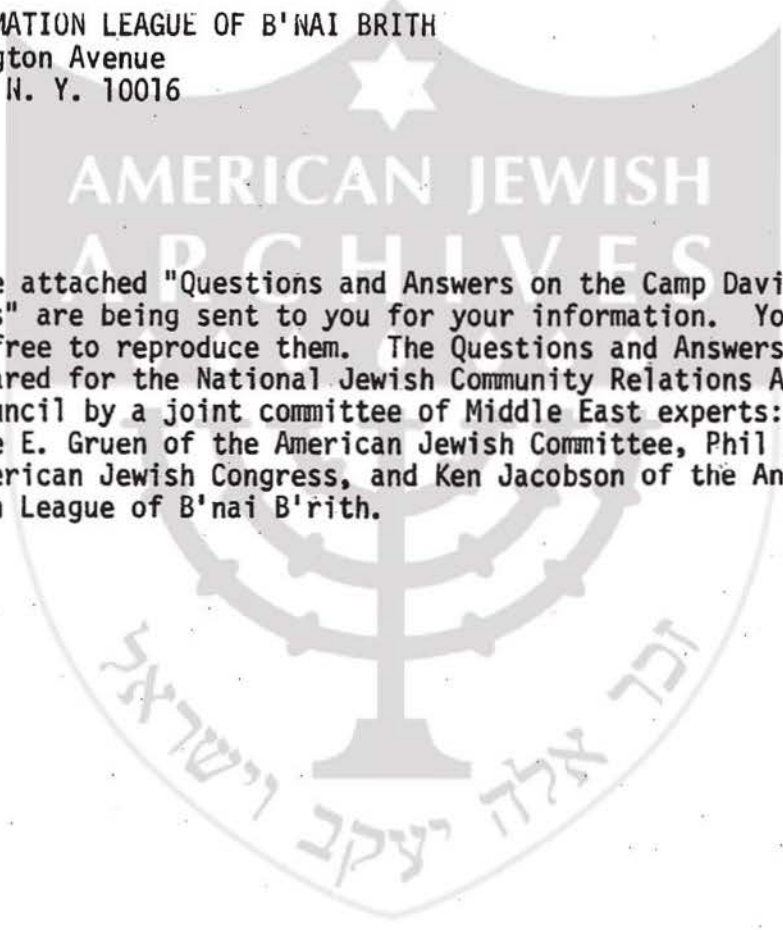 MATION LEAGUE OF B'NAI BRITH
gton Avenue
N. Y. 10016
AMERICAN JEWISH
ARCHIVES
e attached "Questions and Answers on the Camp Davi
s" are being sent to you for your information. Yo
free to reproduce them. The Questions and Answers
ared for the National Jewish Community Relations A
uncil by a joint committee of Middle East experts:
e E. Gruen of the American Jewish Committee, Phil
erican Jewish Congress, and Ken Jacobson of the An
n League of B'nai B'rith.
זכר אלה יעקב וישראל